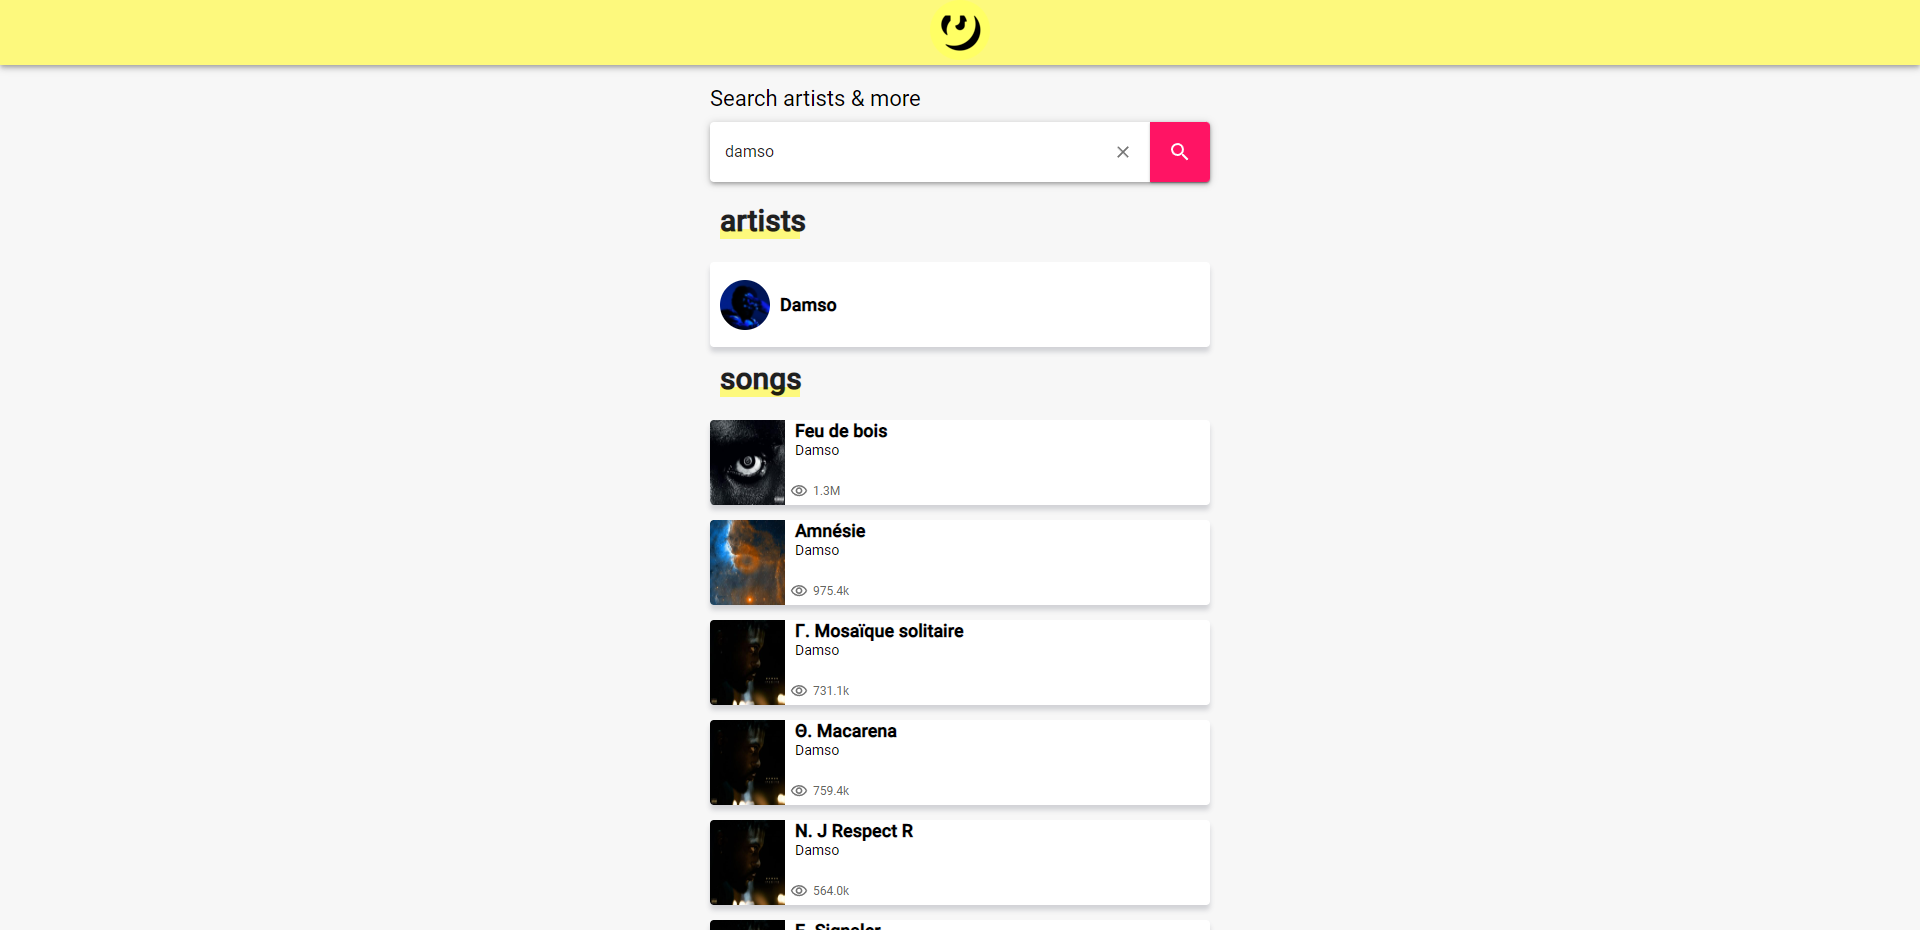 Search artists & more
damso
artists
Damso
songs
Feu de bois
Damso
1.3M
Amnésie
Damso
975.4k
Γ. Mosaïque solitaire
Damso
731.1k
Θ. Macarena
Damso
759.4k
N. J Respect R
Damso
564.0k